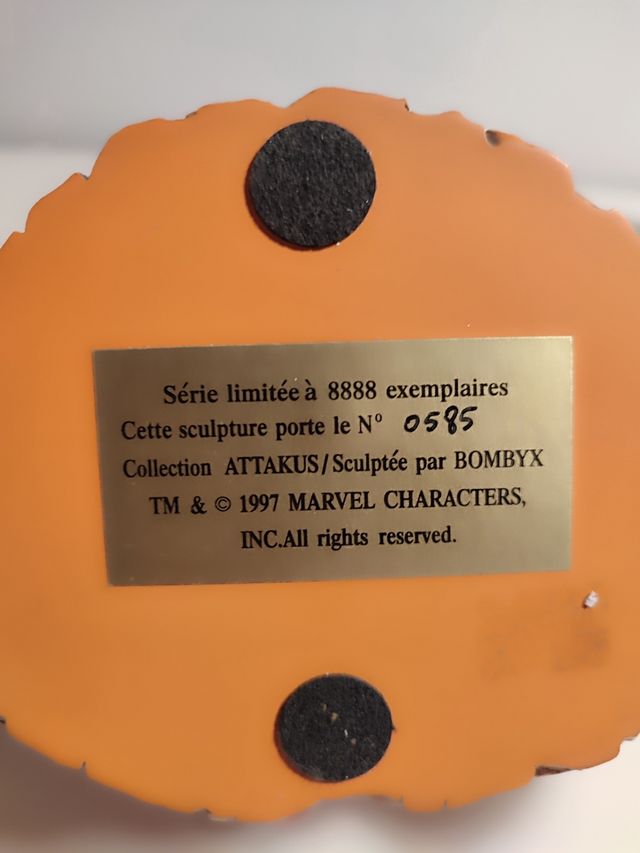 Série limitée à 8888 exemplaires
Cette sculpture porte le Nº 0585
Collection ATTAKUS/Sculptée par BOMBYX
TM & © 1997 MARVEL CHARACTERS,
INC.All rights reserved.